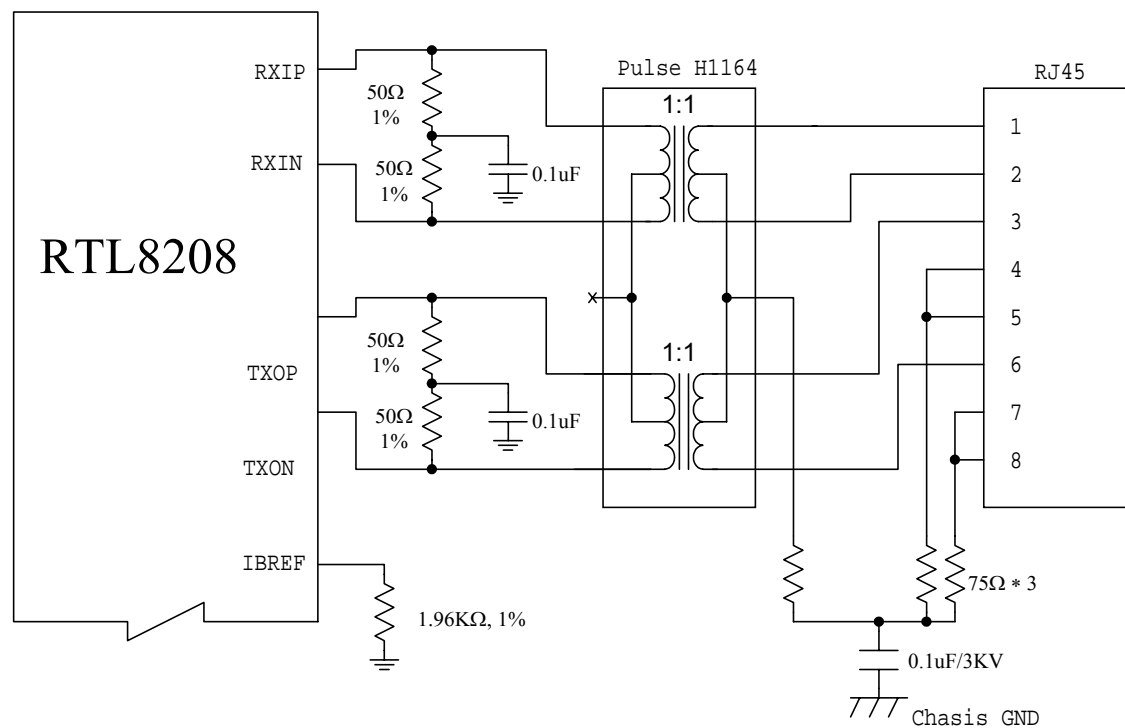 RTL8208
RXIP
RXIN
TXOP
TXON
IBREF
50Ω
1%
50Ω
1%
0.1uF
50Ω
1%
50Ω
1%
0.1uF
1.96KΩ, 1%
Pulse H1164
1:1
1:1
RJ45
1
2
3
4
5
6
7
8
75Ω * 3
0.1uF/3KV
Chasis GND